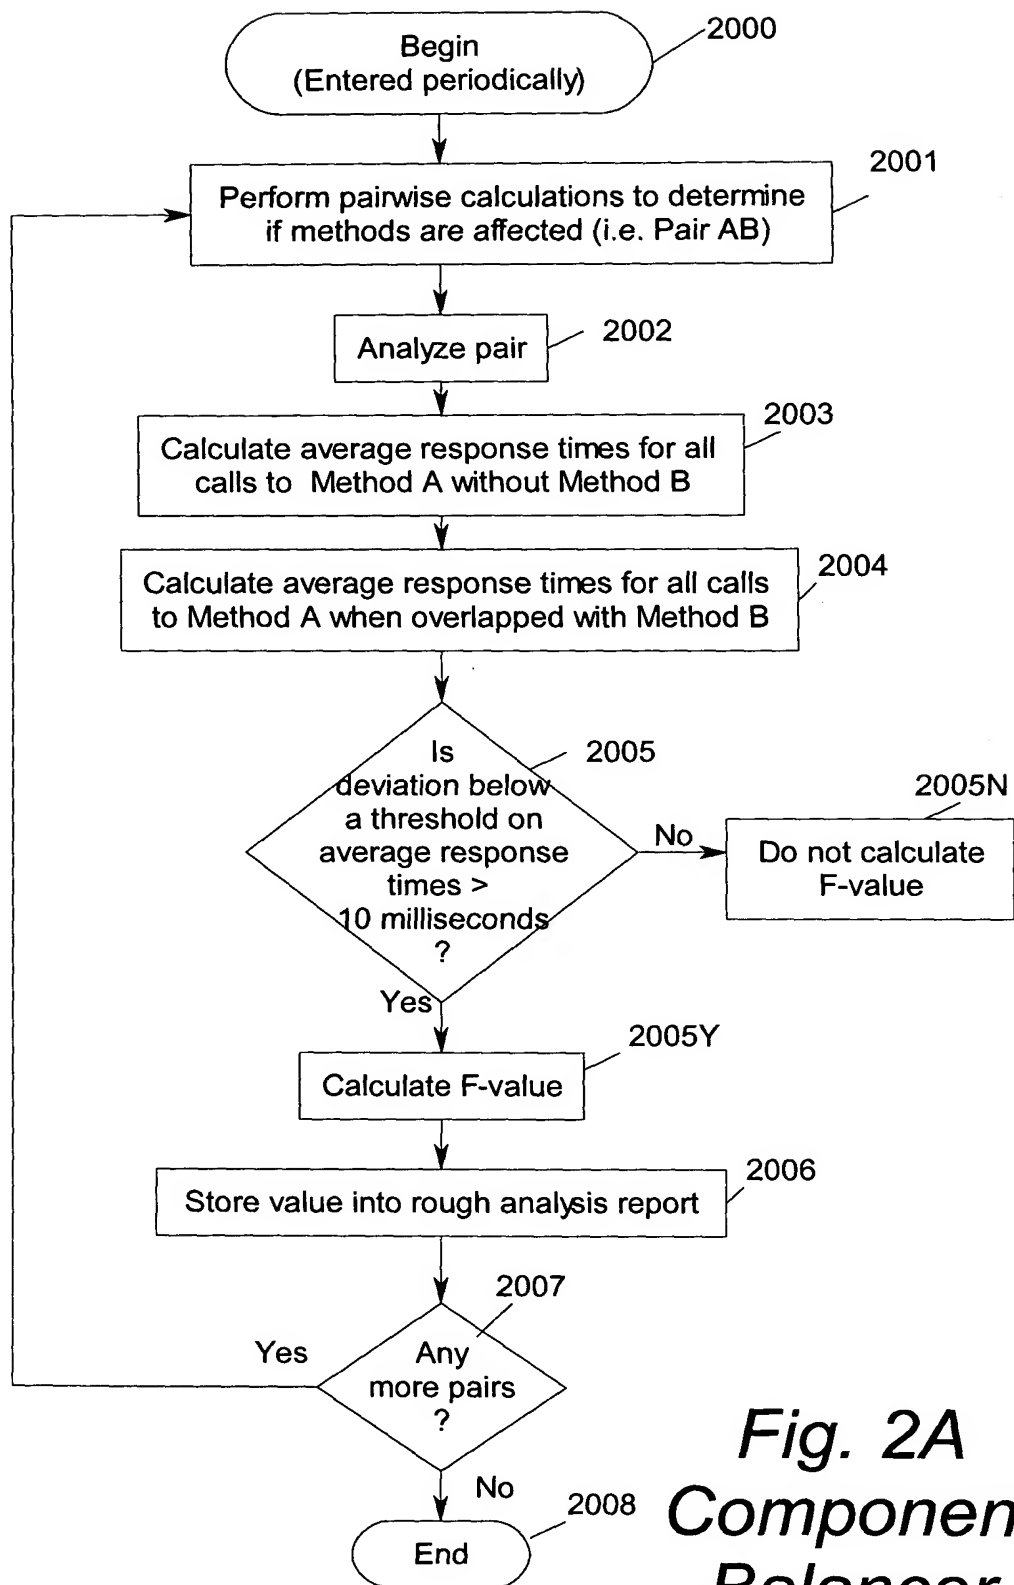 Begin
(Entered periodically)
2000
2001
Perform pairwise calculations to determine
if methods are affected (i.e. Pair AB)
2002
Analyze pair
2003
Calculate average response times for all
calls to Method A without Method B
2004
Calculate average response times for all calls
to Method A when overlapped with Method B
2005
Is
deviation below
a threshold on
average response
times >
10 milliseconds
?
No
2005N
Do not calculate
F-value
Yes
2005Y
Calculate F-value
2006
Store value into rough analysis report
2007
Any
more pairs
?
Yes
No
2008
End
Fig. 2A
Componen
Balancer